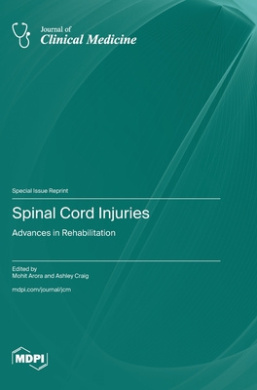 Journal of
Clinical Medicine
Special Issue Reprint
Spinal Cord Injuries
Advances in Rehabilitation
Edited by
Mohit Arora and Ashley Craig
mdpi.com/journal/jcm
MDPI